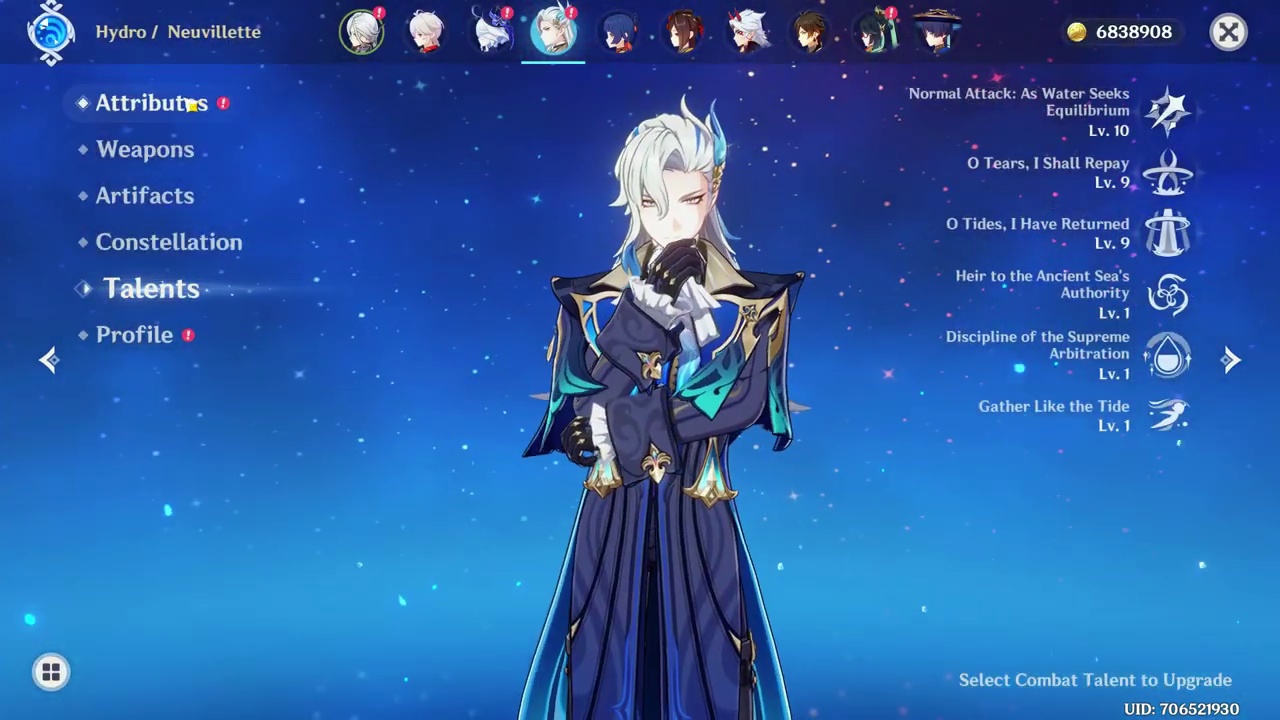 Hydro / Neuvillette
6838908
Attributes
Weapons
Artifacts
Constellation
Talents
Profile
Normal Attack: As Water Seeks
Equilibrium
Lv. 10
O Tears, I Shall Repay
Lv. 9
O Tides, I Have Returned
Lv. 9
Heir to the Ancient Sea's
Authority
Lv. 1
Discipline of the Supreme
Arbitration
Lv. 1
Gather Like the Tide
Lv. 1
Select Combat Talent to Upgrade
UID: 706521930